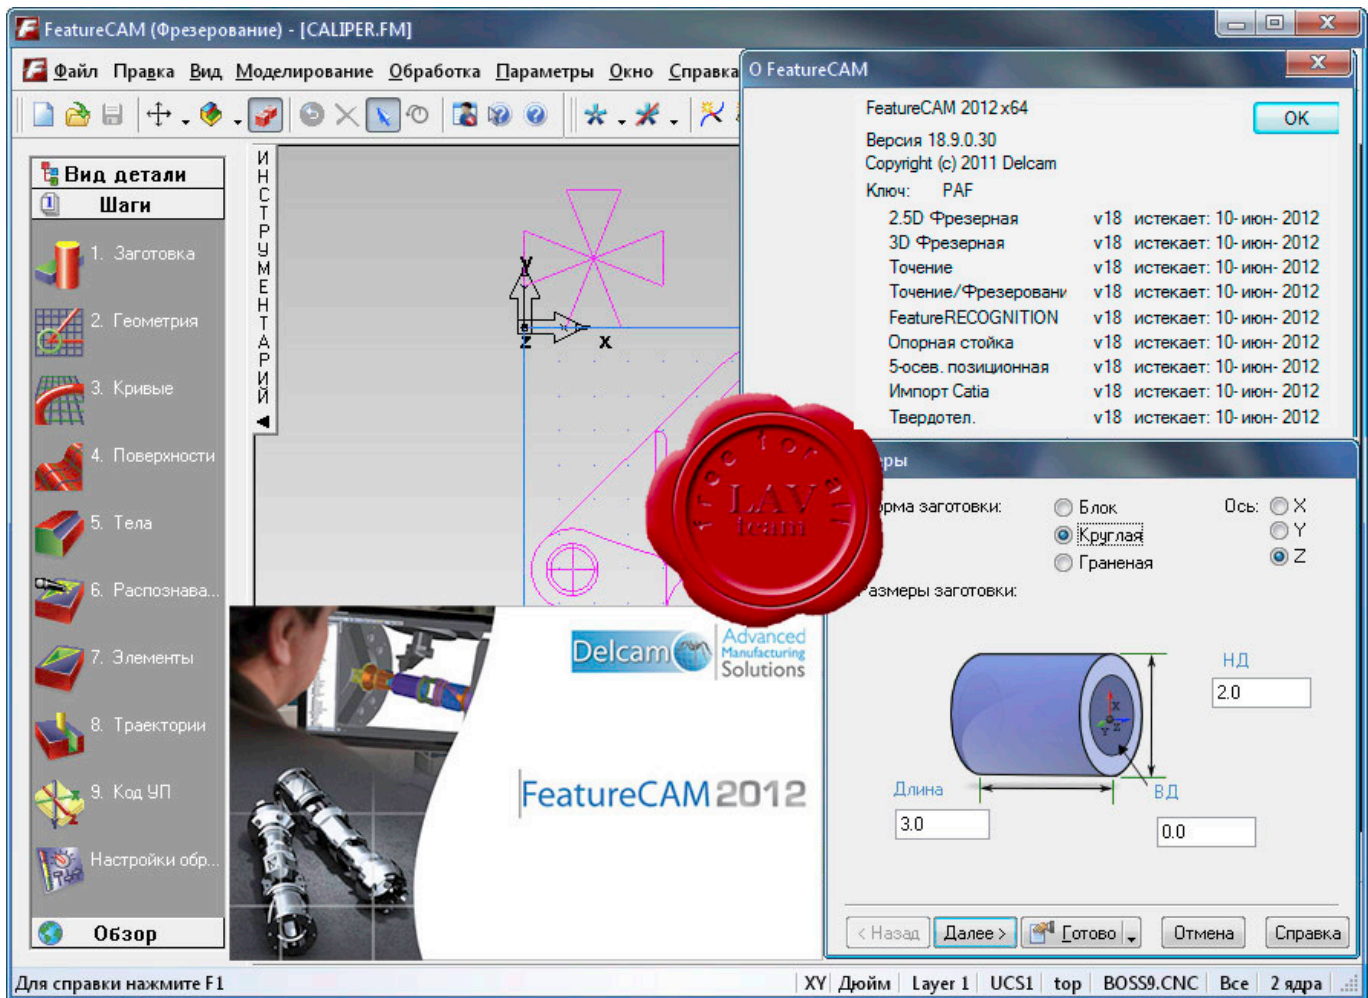 FeatureCAM (Фрезерование) - [CALIPER.FM]
Файл Правка Вид Моделирование Обработка Параметры Окно Справка
Вид детали
Шаги
1. Заготовка
2. Геометрия
3. Кривые
4. Поверхности
5. Тела
6. Распознава...
7. Элементы
8. Траектории
9. Код УП
Настройки обр...
Обзор
ИНСТРУМЕНТАРИЙ
Y
Z X
О FeatureCAM
FeatureCAM 2012 x64
OK
Версия 18.9.0.30
Copyright (c) 2011 Delcam
Ключ: PAF
2.5D Фрезерная v18 истекает: 10-июн-2012
3D Фрезерная v18 истекает: 10-июн-2012
Точение v18 истекает: 10-июн-2012
Точение/Фрезеровани v18 истекает: 10-июн-2012
FeatureRECOGNITION v18 истекает: 10-июн-2012
Опорная стойка v18 истекает: 10-июн-2012
5-осев. позиционная v18 истекает: 10-июн-2012
Импорт Catia v18 истекает: 10-июн-2012
Твердотел. v18 истекает: 10-июн-2012
free for all
LAV
team
Блок
Круглая
Граненая
Ось: X
Y
Z
заготовки:
заготовки:
НД
2.0
X
Y Z
Длина
3.0
ВД
0.0
< Назад Далее > Готово Отмена Справка
Delcam
Advanced
Manufacturing
Solutions
FeatureCAM 2012
Для справки нажмите F1
XY Дюйм Layer 1 UCS1 top BOSS9.CNC Все 2 ядра